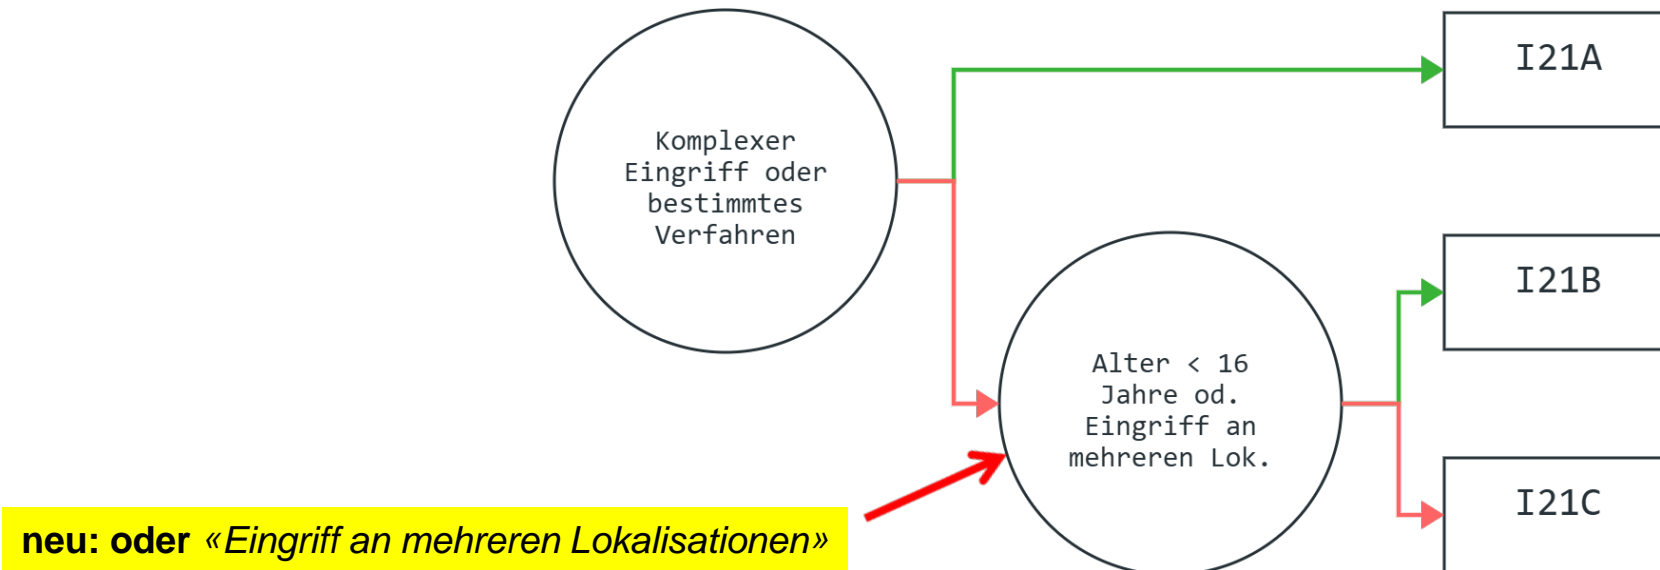 I21A
Komplexer
Eingriff oder
bestimmtes
Verfahren
I21B
Alter < 16
Jahre od.
Eingriff an
mehreren Lok.
I21C
neu: oder «Eingriff an mehreren Lokalisationen»